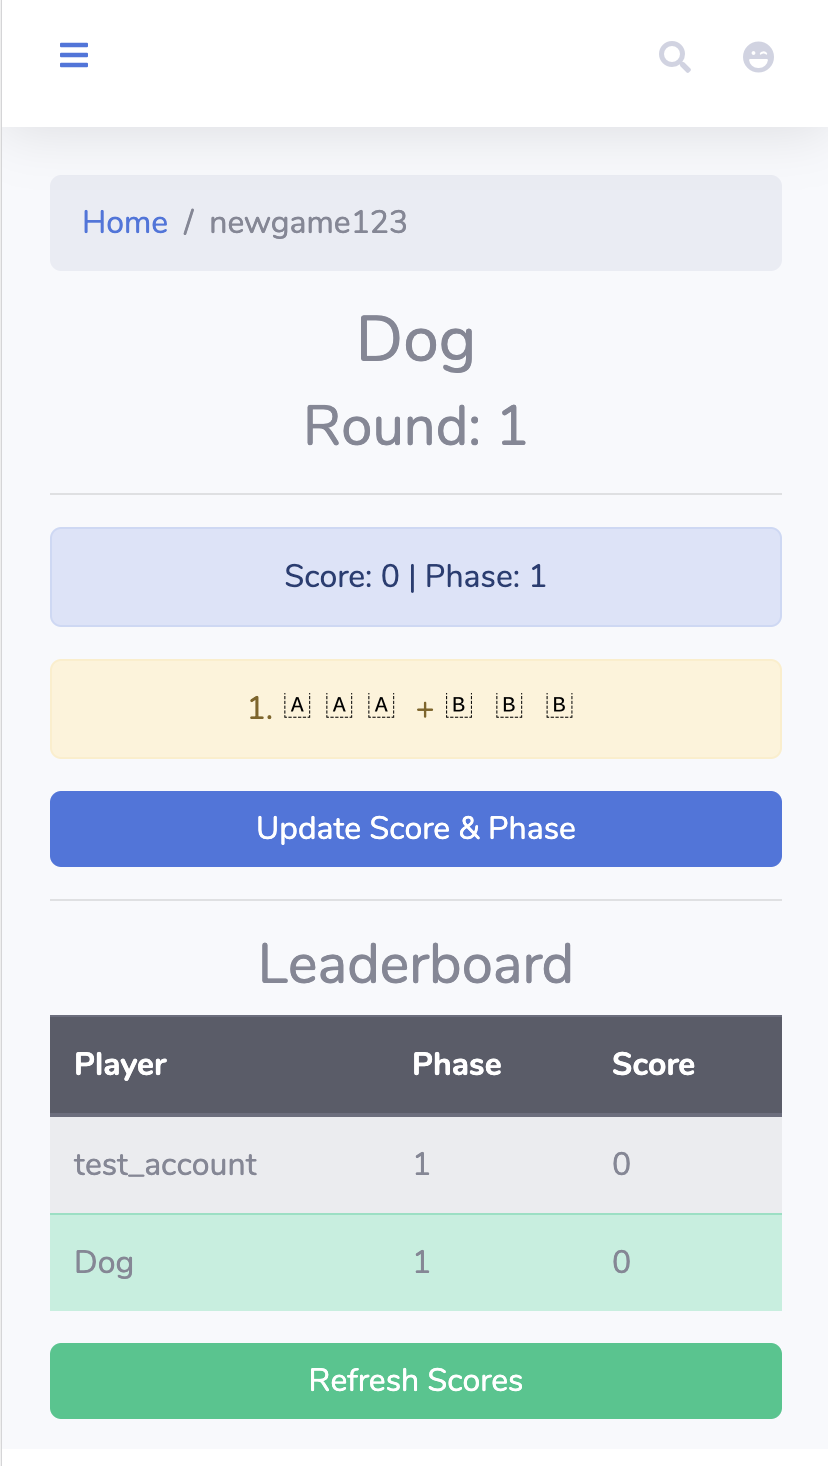 Home / newgame123
Dog
Round: 1
Score: 0 | Phase: 1
1. A A A + B B B
Update Score & Phase
Leaderboard
Player Phase Score
test_account 1 0
Dog 1 0
Refresh Scores